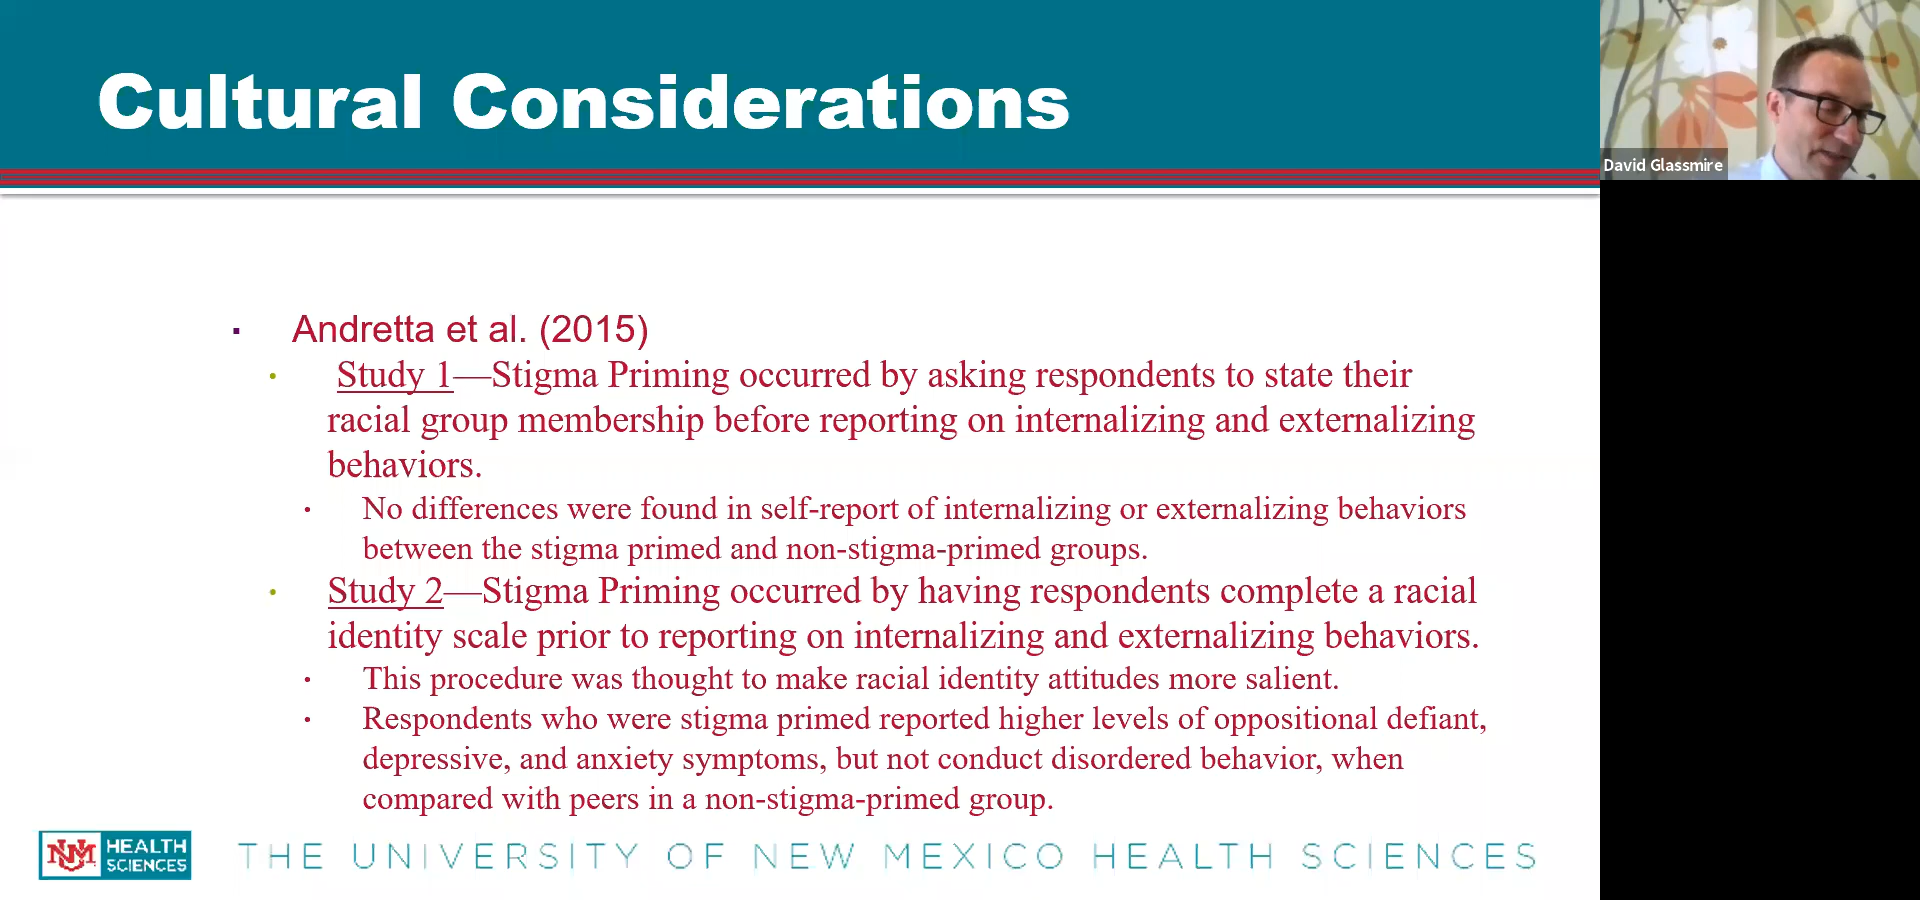 Cultural Considerations
David Glassmire
Andretta et al. (2015)
Study 1—Stigma Priming occurred by asking respondents to state their
racial group membership before reporting on internalizing and externalizing
behaviors.
No differences were found in self-report of internalizing or externalizing behaviors
between the stigma primed and non-stigma-primed groups.
Study 2—Stigma Priming occurred by having respondents complete a racial
identity scale prior to reporting on internalizing and externalizing behaviors.
This procedure was thought to make racial identity attitudes more salient.
Respondents who were stigma primed reported higher levels of oppositional defiant,
depressive, and anxiety symptoms, but not conduct disordered behavior, when
compared with peers in a non-stigma-primed group.
UNM HEALTH
SCIENCES
THE UNIVERSITY OF NEW MEXICO HEALTH SCIENCES